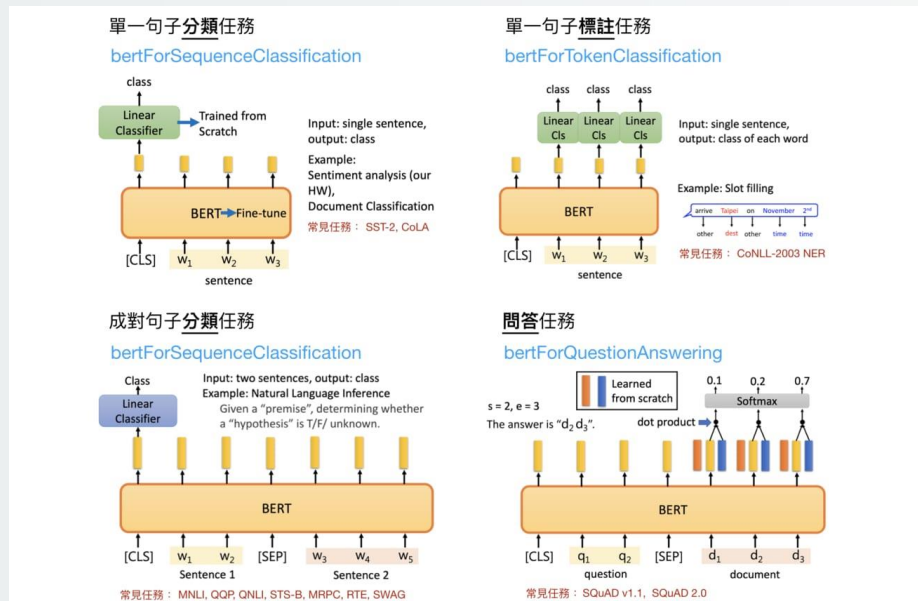 單一句子分類任務
bertForSequenceClassification
class
Linear
Classifier
Trained from
Scratch
Input: single sentence,
output: class
Example:
Sentiment analysis (our
HW),
Document Classification
BERT
Fine-tune
常見任務： SST-2, CoLA
[CLS] w1 w2 w3
sentence
單一句子標註任務
bertForTokenClassification
class class class
Linear Linear Linear
Cls Cls Cls
Input: single sentence,
output: class of each word
Example: Slot filling
BERT
arrive Taipei on November 2nd
other dest other time time
常見任務： CoNLL-2003 NER
[CLS] w1 w2 w3
sentence
成對句子分類任務
bertForSequenceClassification
Class
Linear
Classifier
Input: two sentences, output: class
Example: Natural Language Inference
Given a “premise”, determining whether
a “hypothesis” is T/F/ unknown.
BERT
[CLS] w1 w2 [SEP] w3 w4 w5
Sentence 1 Sentence 2
常見任務： MNLI, QQP, QNLI, STS-B, MRPC, RTE, SWAG
問答任務
bertForQuestionAnswering
s = 2, e = 3
The answer is “d2 d3”.
Learned
from scratch
0.1 0.2 0.7
Softmax
dot product
BERT
[CLS] q1 q2 [SEP] d1 d2 d3
question document
常見任務： SQuAD v1.1, SQuAD 2.0